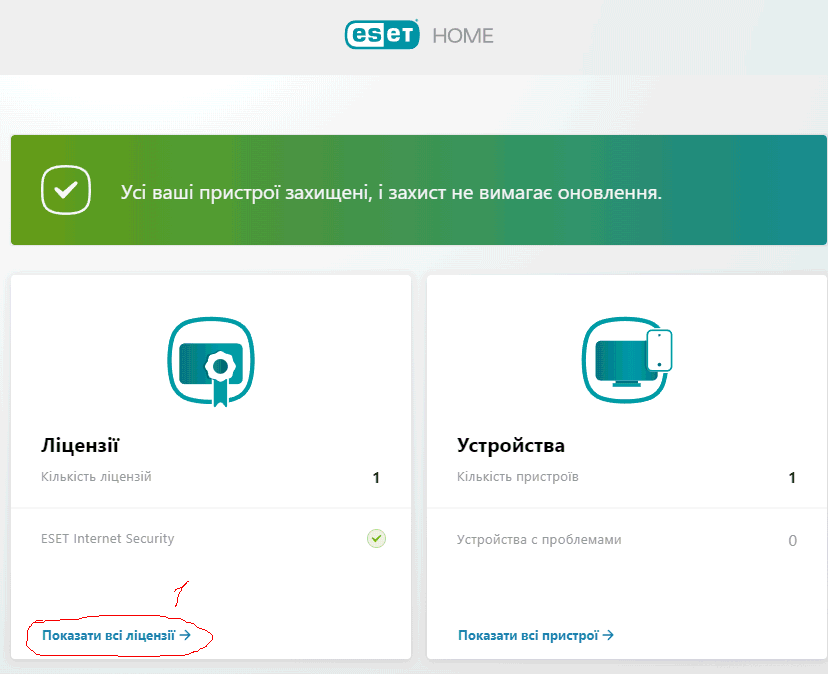 eset HOME
Усі ваші пристрої захищені, і захист не вимагає оновлення.
Ліцензії
Кількість ліцензій 1
ESET Internet Security
1
Показати всі ліцензії →
Устройства
Кількість пристроїв 1
Устройства с проблемами 0
Показати всі пристрої →